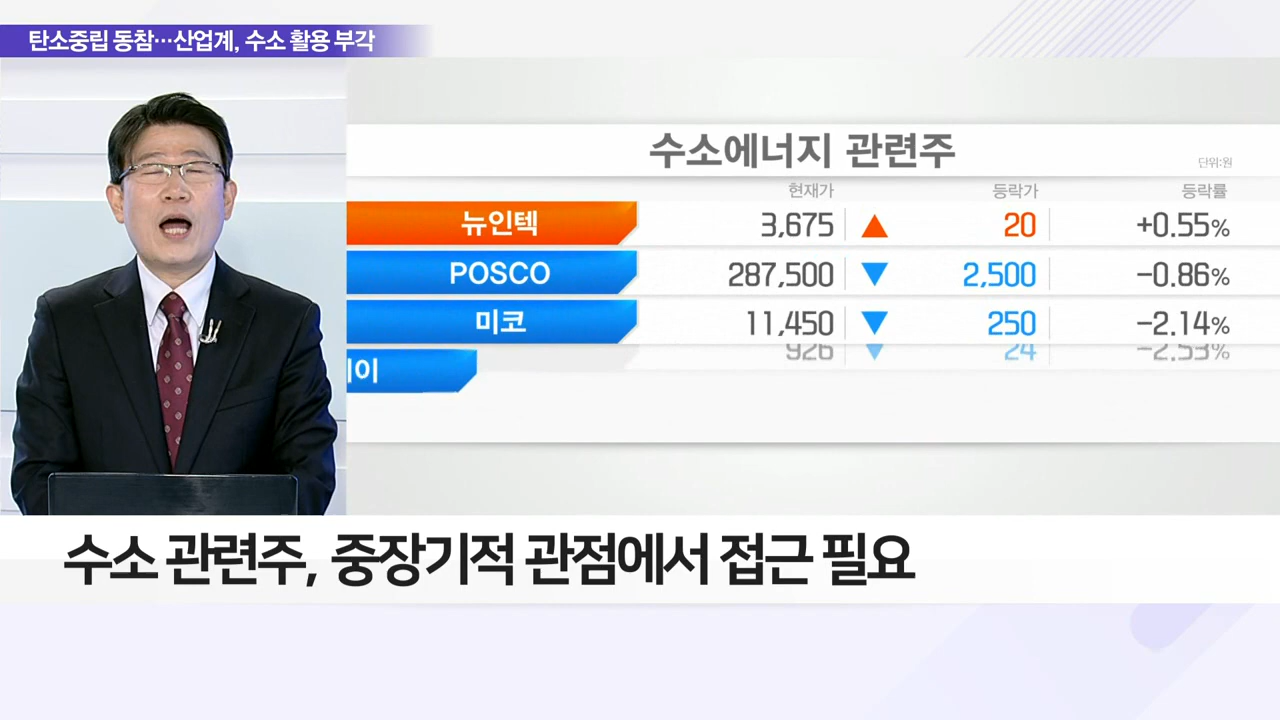 탄소중립 동참…산업계, 수소 활용 부각
수소에너지 관련주
단위:원
현재가 등락가 등락률
뉴인텍 3,675 ▲ 20 +0.55%
POSCO 287,500 ▼ 2,500 -0.86%
미코 11,450 ▼ 250 -2.14%
이 926 ▼ 24 -2.53%
수소 관련주, 중장기적 관점에서 접근 필요